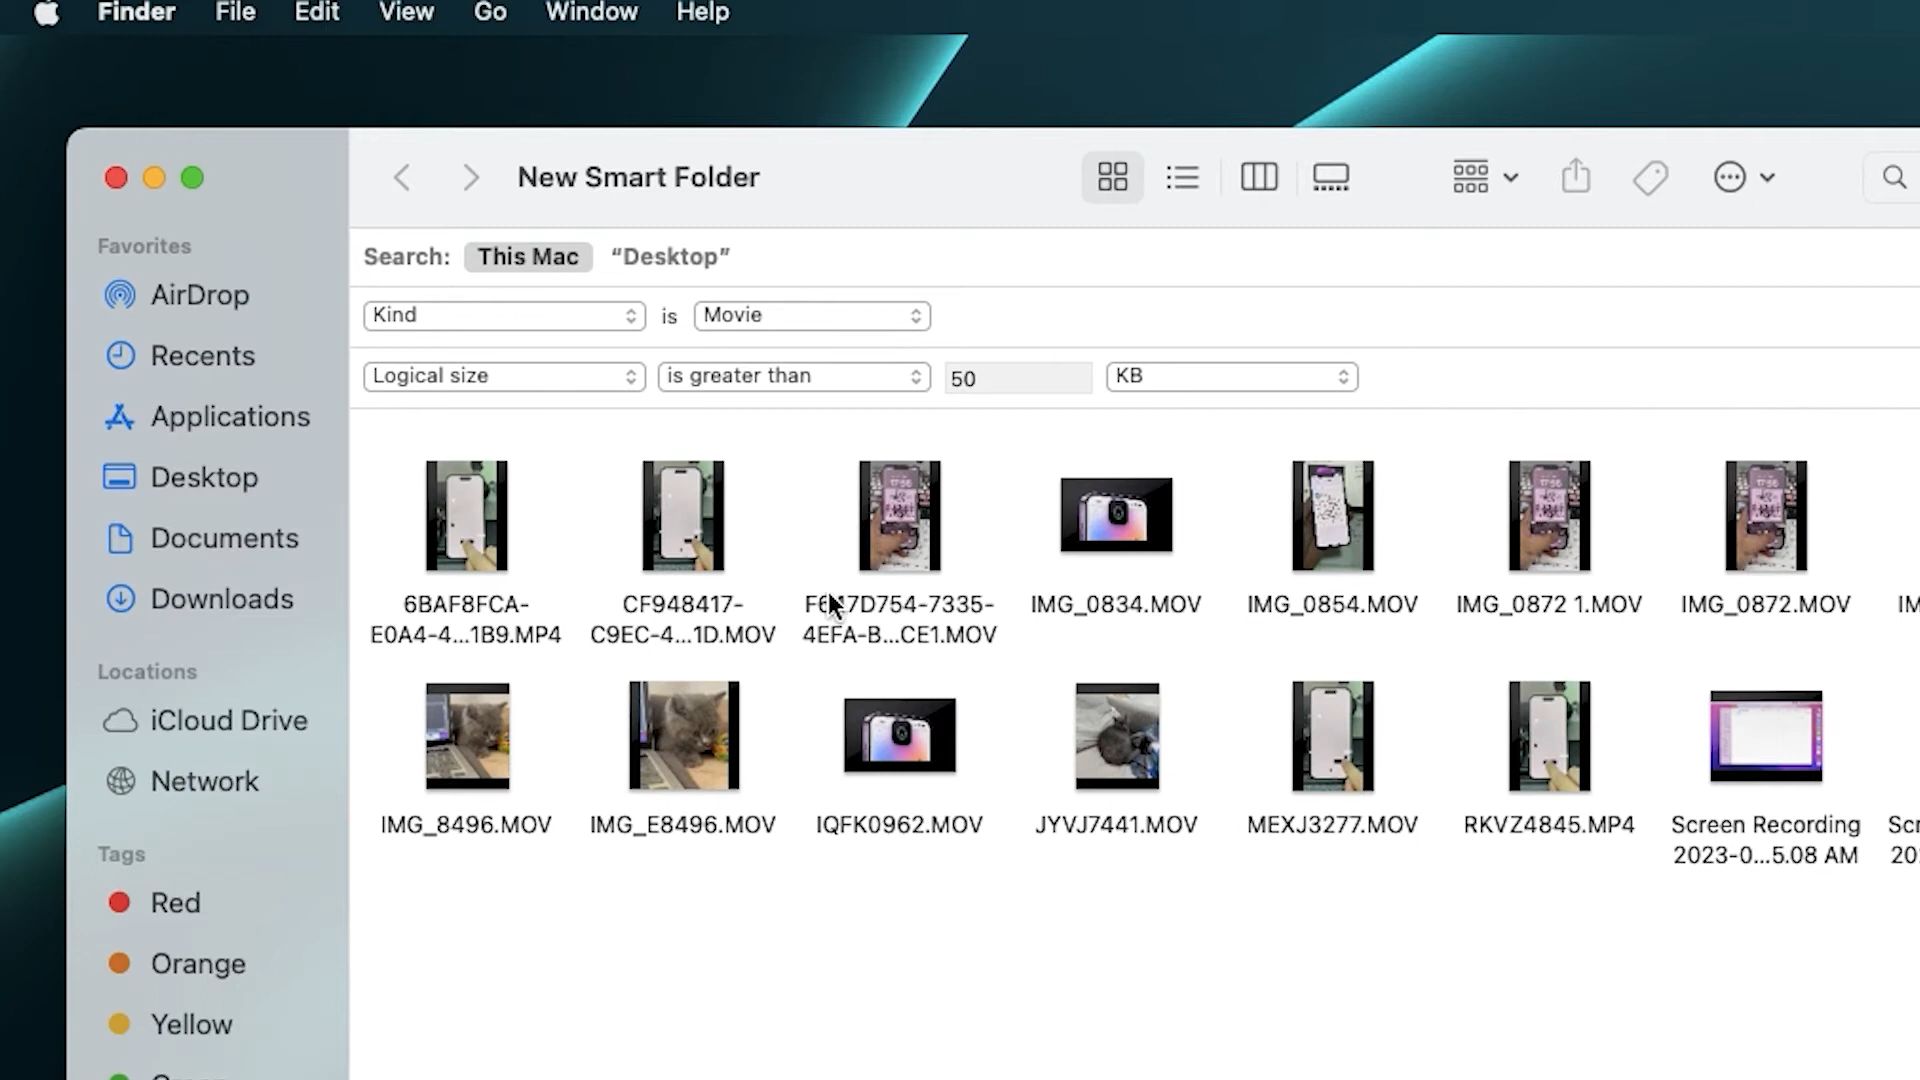 Finder File Edit View Go Window Help
New Smart Folder
Favorites
AirDrop
Recents
Applications
Desktop
Documents
Downloads
Locations
iCloud Drive
Network
Tags
Red
Orange
Yellow
Search: This Mac “Desktop”
Kind is Movie
Logical size is greater than 50 KB
6BAF8FCA-
E0A4-4...1B9.MP4
CF948417-
C9EC-4...1D.MOV
4EFA-B...CE1.MOV
IMG_0834.MOV
IMG_0854.MOV
IMG_0872 1.MOV
IMG_0872.MOV
IMG_8496.MOV
IMG_E8496.MOV
IQFK0962.MOV
JYVJ7441.MOV
MEXJ3277.MOV
RKVZ4845.MP4
Screen Recording
2023-0...5.08 AM